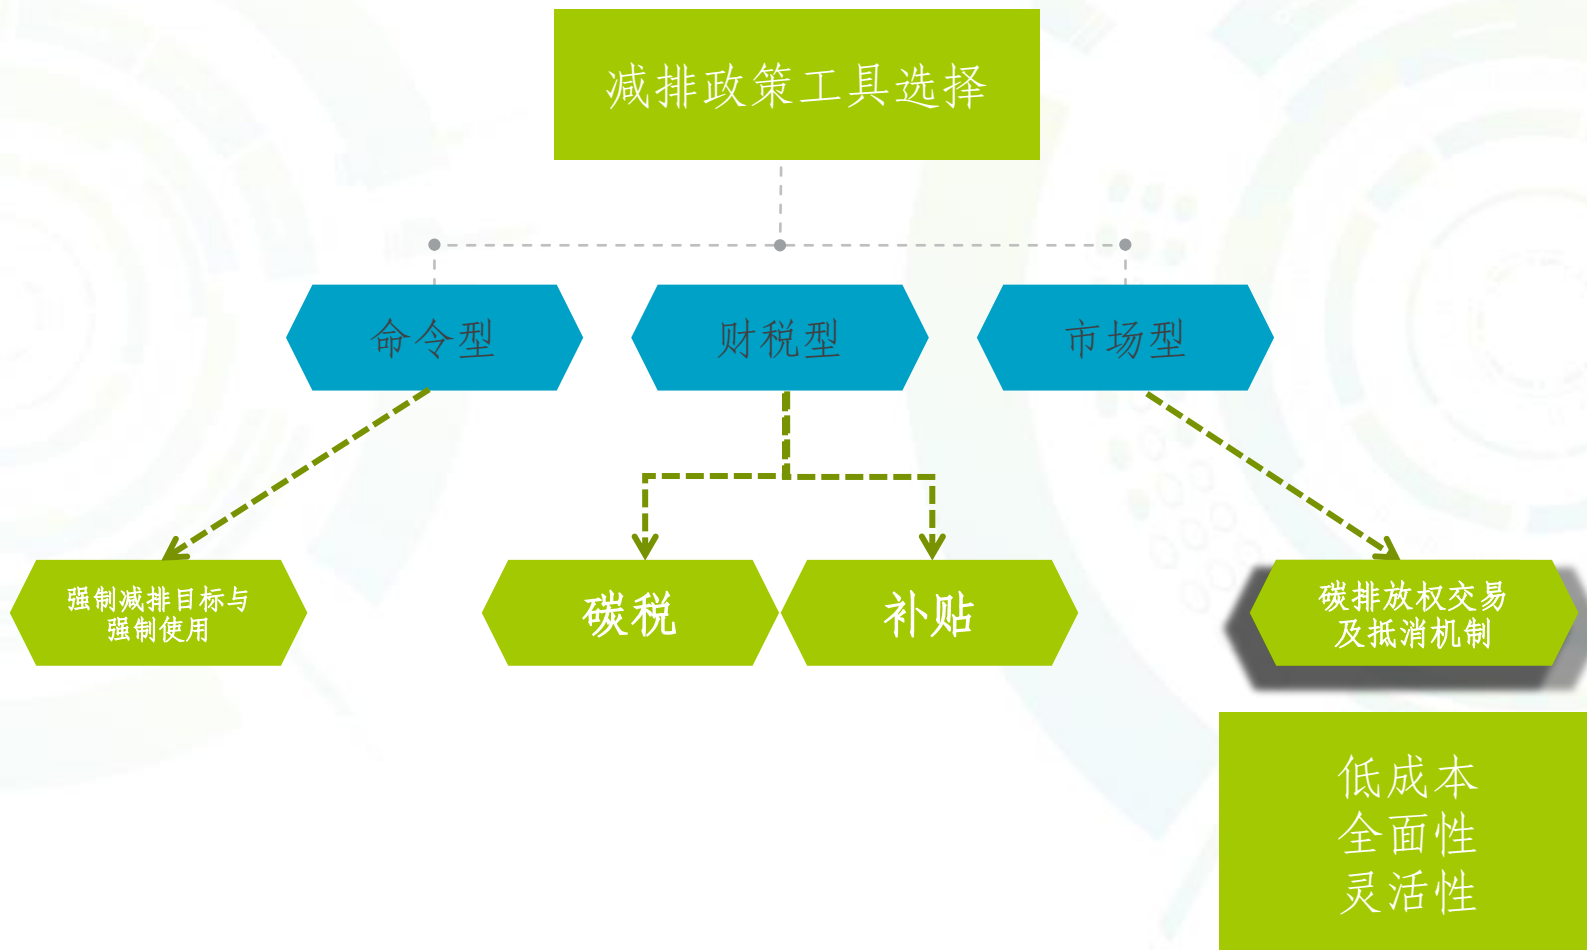 减排政策工具选择
命令型
财税型
市场型
强制减排目标与
强制使用
碳税
补贴
碳排放权交易
及抵消机制
低成本
全面性
灵活性